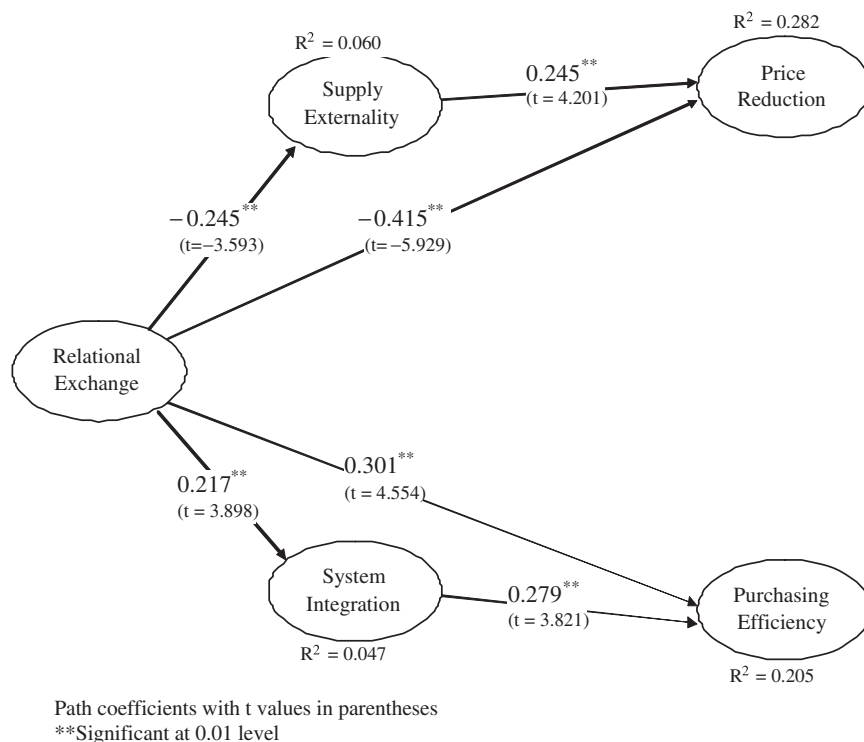 R² = 0.060
Supply
Externality
0.245**
(t = 4.201)
R² = 0.282
Price
Reduction
−0.245**
(t=−3.593)
−0.415**
(t=−5.929)
Relational
Exchange
0.217**
(t = 3.898)
0.301**
(t = 4.554)
System
Integration
R² = 0.047
0.279**
(t = 3.821)
Purchasing
Efficiency
R² = 0.205
Path coefficients with t values in parentheses
**Significant at 0.01 level